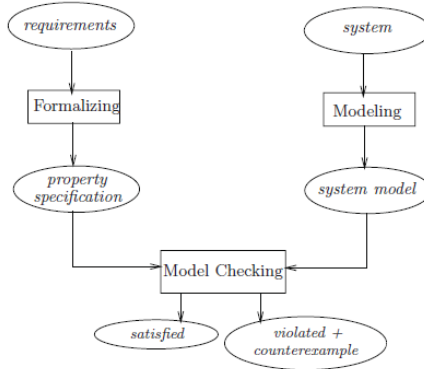 requirements
system
Formalizing
Modeling
property
specification
system model
Model Checking
satisfied
violated +
counterexample